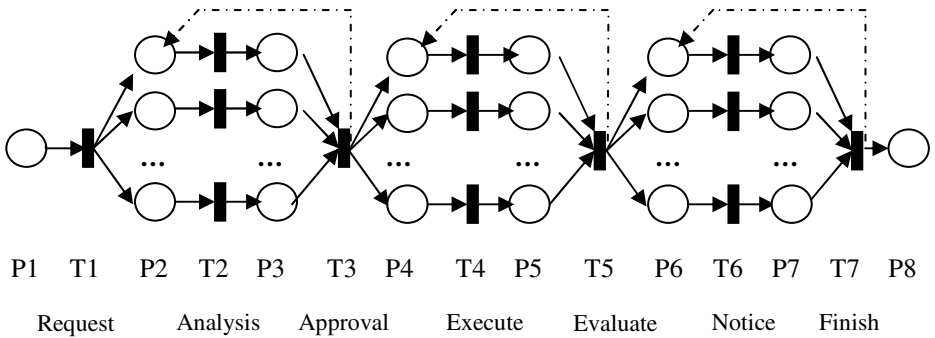 ... ... ... ... ... ...
P1 T1 P2 T2 P3 T3 P4 T4 P5 T5 P6 T6 P7 T7 P8
Request Analysis Approval Execute Evaluate Notice Finish